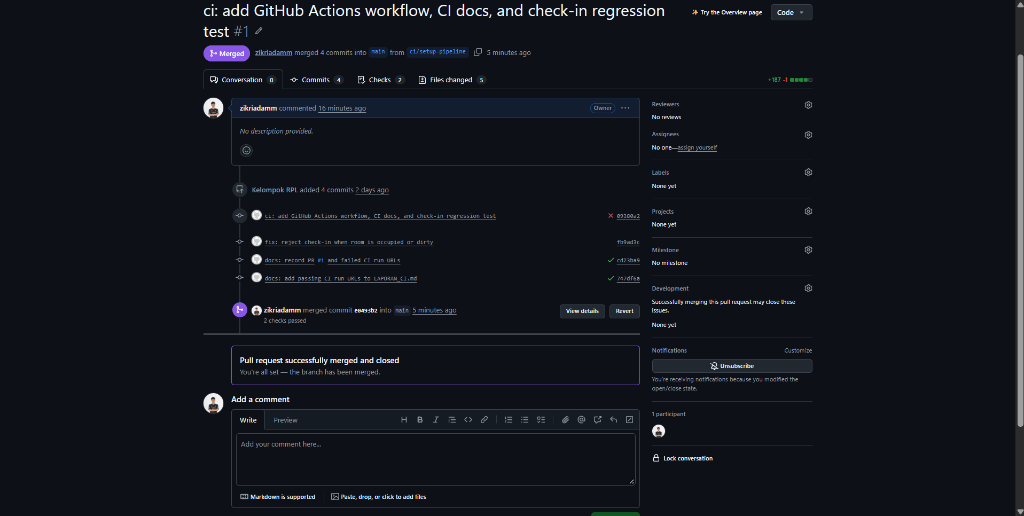 ci: add GitHub Actions workflow, CI docs, and check-in regression
test #1
Try the Overview page
Code
Merged zikriadamm merged 4 commits into main from ci/setup-pipeline 5 minutes ago
Conversation 0 Commits 4 Checks 2 Files changed 5
+187 -1
zikriadamm commented 16 minutes ago
Owner
No description provided.
Kelompok RPL added 4 commits 2 days ago
ci: add GitHub Actions workflow, CI docs, and check-in regression test
fix: reject check-in when room is occupied or dirty
docs: record PR #1 and failed CI run URLs
docs: add passing CI run URLs to LAPORAN_CI.md
zikriadamm merged commit into main 5 minutes ago
2 checks passed
View details
Revert
Pull request successfully merged and closed
You're all set — the branch has been merged.
Add a comment
Write Preview
Add your comment here...
Markdown is supported
Paste, drop, or click to add files
Reviewers
No reviews
Assignees
No one—assign yourself
Labels
None yet
Projects
None yet
Milestone
No milestone
Development
Successfully merging this pull request may close these
issues.
None yet
Notifications Customize
Unsubscribe
You're receiving notifications because you modified the
open/close state.
1 participant
Lock conversation